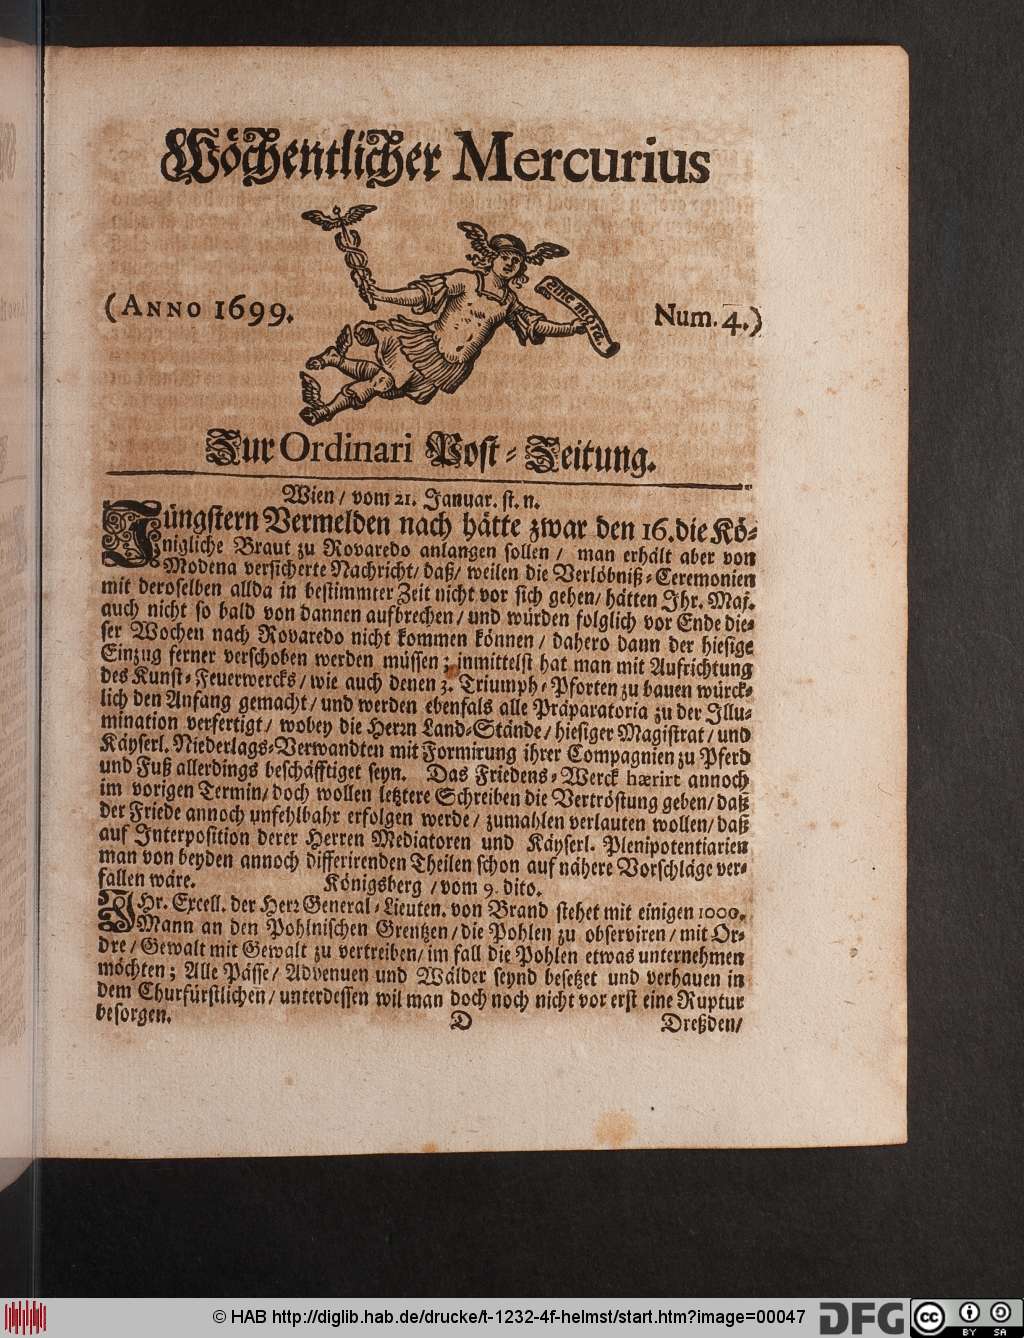 Wöchentlicher Mercurius
(ANNO 1699.
sine mora.
Num. 4.)
Zur Ordinari Post-Zeitung.
Wien / vom 21. Januar. st. n.
Jüngstern Vermelden nach hätte zwar den 16. die Kö-
nigliche Braut zu Rovaredo anlangen sollen / man erhält aber von
Modena versicherte Nachricht / daß / weilen die Verlöbniß-Ceremonien
mit deroselben allda in bestimmter Zeit nicht vor sich gehen / hätten Ihr. Maj.
auch nicht so bald von dannen aufbrechen / und würden folglich vor Ende die-
ser Wochen nach Rovaredo nicht kommen können / dahero dann der hiesige
Einzug ferner verschoben werden müssen ; inmittelst hat man mit Aufrichtung
des Kunst-Feuerwercks / wie auch denen 3. Triumph-Pforten zu bauen würck-
lich den Anfang gemacht / und werden ebenfals alle Präparatoria zu der Illu-
mination verfertigt / wobey die Herrn Land-Stände / hiesiger Magistrat / und
Käyserl. Niederlags-Verwandten mit Formirung ihrer Compagnien zu Pferd
und Fuß allerdings beschäfftiget seyn. Das Friedens-Werck hærirt annoch
im vorigen Termin / doch wollen letztere Schreiben die Vertröstung geben / daß
der Friede annoch unfehlbahr erfolgen werde / zumahlen verlauten wollen / daß
auf Interposition derer Herren Mediatoren und Käyserl. Plenipotentiarien
man von beyden annoch differirenden Theilen schon auf nähere Vorschläge ver-
fallen wäre. Königsberg / vom 9. dito.
Ihr. Excell. der Herr General-Lieuten. von Brand stehet mit einigen 1000.
Mann an den Pohlnischen Grentzen / die Pohlen zu observiren / mit Or-
dre / Gewalt mit Gewalt zu vertreiben / im fall die Pohlen etwas unternehmen
möchten ; Alle Pässe / Advenuen und Wälder seynd besetzet und verhauen in
dem Churfürstlichen / unterdessen wil man doch noch nicht vor erst eine Ruptur
besorgen. D Dreßden /
© HAB http://diglib.hab.de/drucke/t-1232-4f-helmst/start.htm?image=00047
DFG
cc BY SA